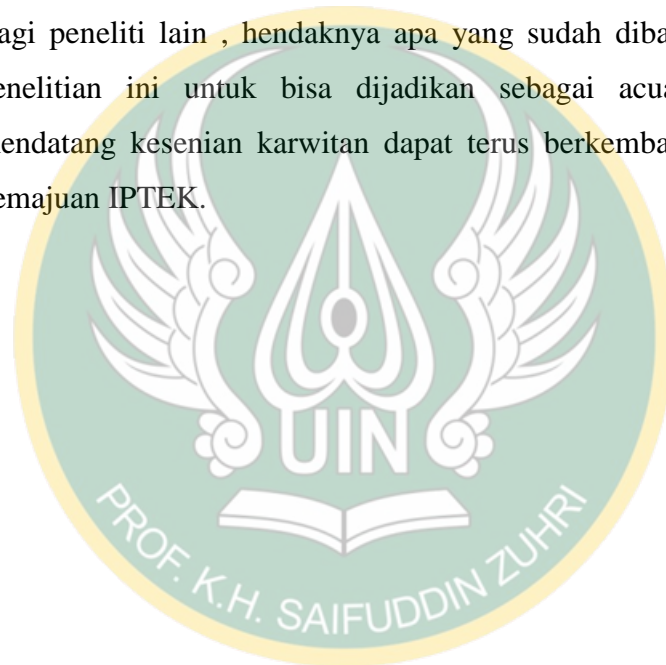 agi peneliti lain , hendaknya apa yang sudah diba
enelitian ini untuk bisa dijadikan sebagai acua
endatang kesenian karwitan dapat terus berkemba
emajuan IPTEK.
UIN
PROF. K.H. SAIFUDDIN ZUHRI